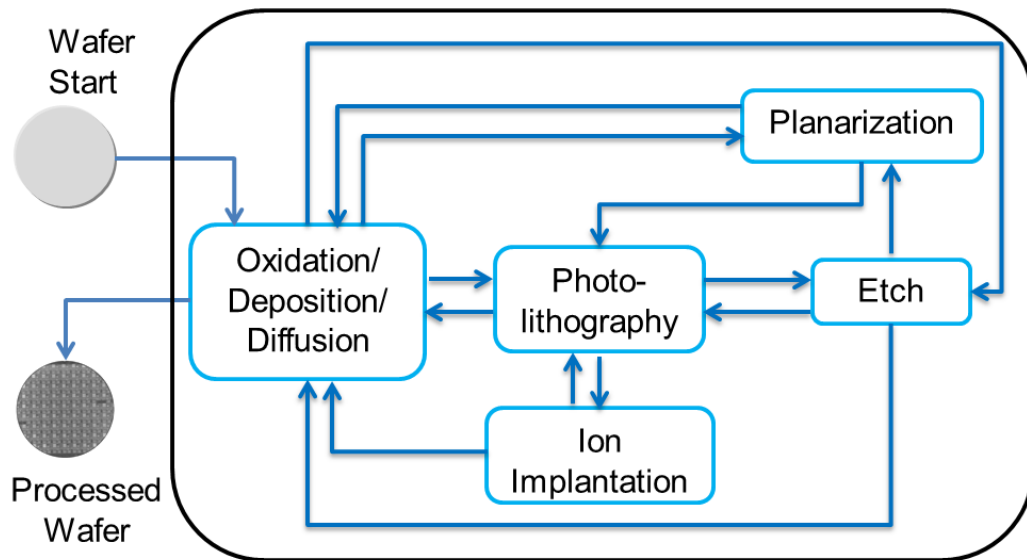 Wafer
Start
Planarization
Oxidation/
Deposition/
Diffusion
Photo-
lithography
Etch
Ion
Implantation
Processed
Wafer